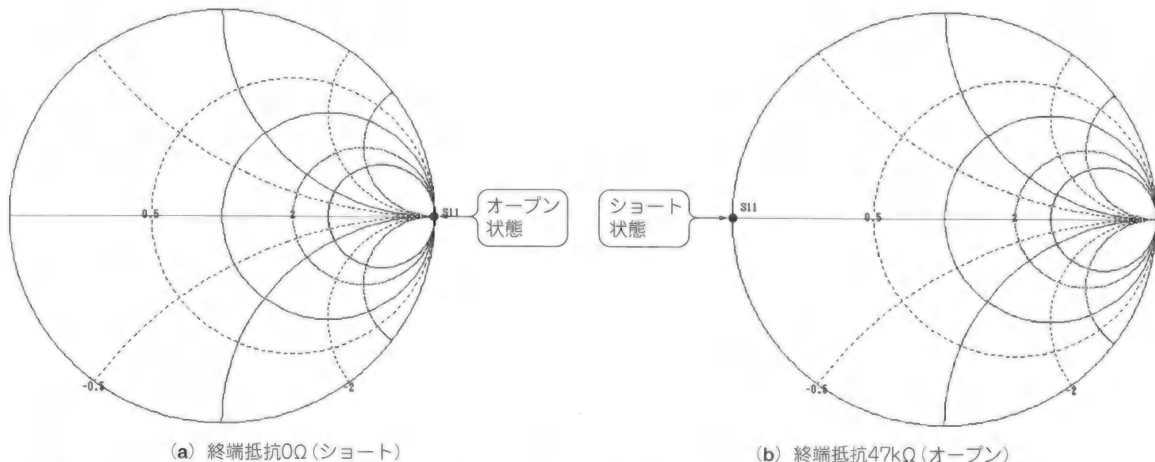 0.5
2
S11
オープン
状態
-0.5
-2
(a) 終端抵抗0Ω(ショート)
ショート
状態
S11
0.5
2
-0.5
-2
(b) 終端抵抗47kΩ(オープン)